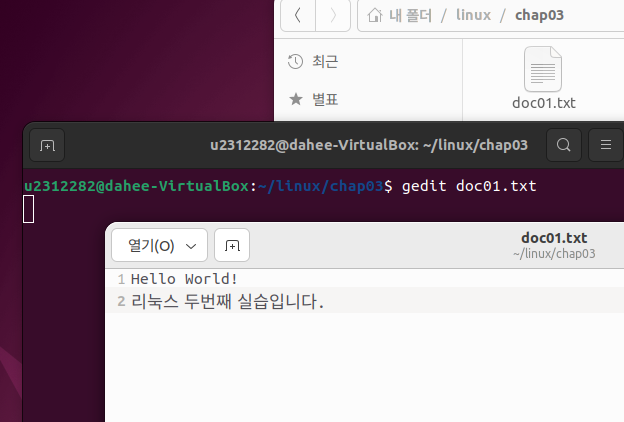 내 폴더 / linux / chap03
최근
별표
doc01.txt
u2312282@dahee-VirtualBox: ~/linux/chap03
u2312282@dahee-VirtualBox:~/linux/chap03$ gedit doc01.txt
열기(O)
doc01.txt
~/linux/chap03
1 Hello World!
2 리눅스 두번째 실습입니다.